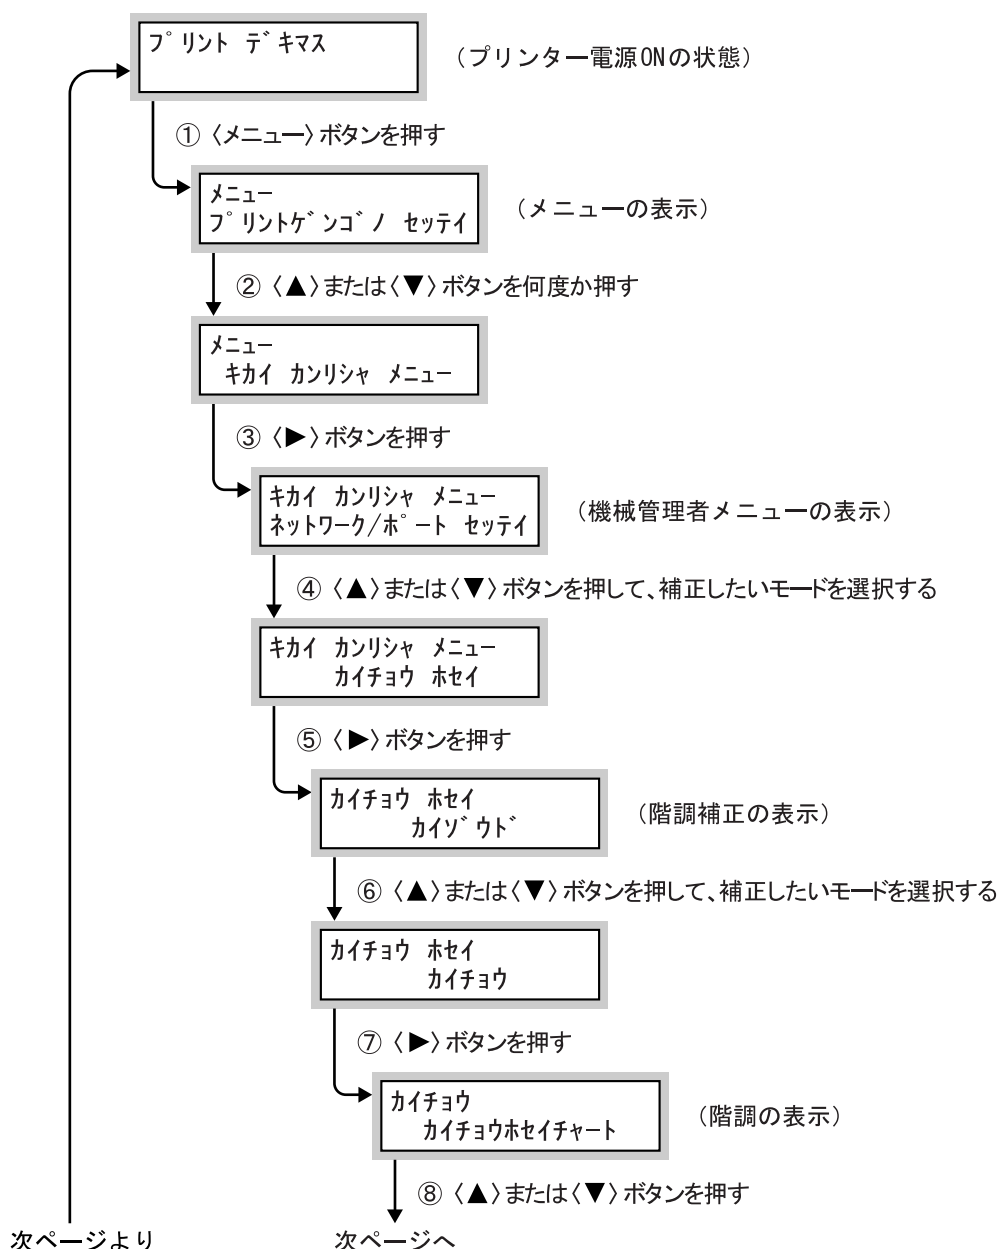 プリント デキマス
（プリンター電源ONの状態）
① 〈メニュー〉ボタンを押す
メニュー
プリントゲンゴノ セッテイ
（メニューの表示）
② 〈▲〉または〈▼〉ボタンを何度か押す
メニュー
キカイ カンリシャ メニュー
③ 〈▶〉ボタンを押す
キカイ カンリシャ メニュー
ネットワーク/ポート セッテイ
（機械管理者メニューの表示）
④ 〈▲〉または〈▼〉ボタンを押して、補正したいモードを選択する
キカイ カンリシャ メニュー
カイチョウ ホセイ
⑤ 〈▶〉ボタンを押す
カイチョウ ホセイ
カイゾウド
（階調補正の表示）
⑥ 〈▲〉または〈▼〉ボタンを押して、補正したいモードを選択する
カイチョウ ホセイ
カイチョウ
⑦ 〈▶〉ボタンを押す
カイチョウ
カイチョウホセイチャート
（階調の表示）
⑧ 〈▲〉または〈▼〉ボタンを押す
次ページより
次ページへ